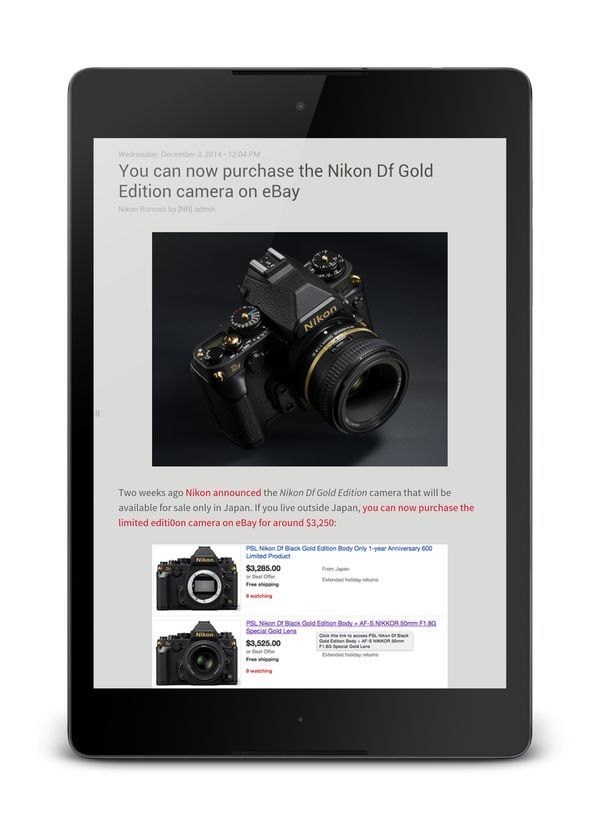 Wednesday, December 3, 2014 • 12:04 PM
You can now purchase the Nikon Df Gold
Edition camera on eBay
Nikon Rumors by [NR] admin
Nikon
Df
Two weeks ago Nikon announced the Nikon Df Gold Edition camera that will be
available for sale only in Japan. If you live outside Japan, you can now purchase the
limited editi0on camera on eBay for around $3,250:
PSL Nikon Df Black Gold Edition Body Only 1-year Anniversary 600
Limited Product
$3,285.00
From Japan
or Best Offer
Extended holiday returns
Free shipping
8 watching
Nikon
PSL Nikon Df Black Gold Edition Body + AF-S NIKKOR 50mm F1.8G
Special Gold Lens
$3,525.00
Click this link to access PSL Nikon Df Black
Gold Edition Body + AF-S NIKKOR 50mm
F1.8G Special Gold Lens
or Best Offer
Extended holiday returns
Free shipping
8 watching
Nikon